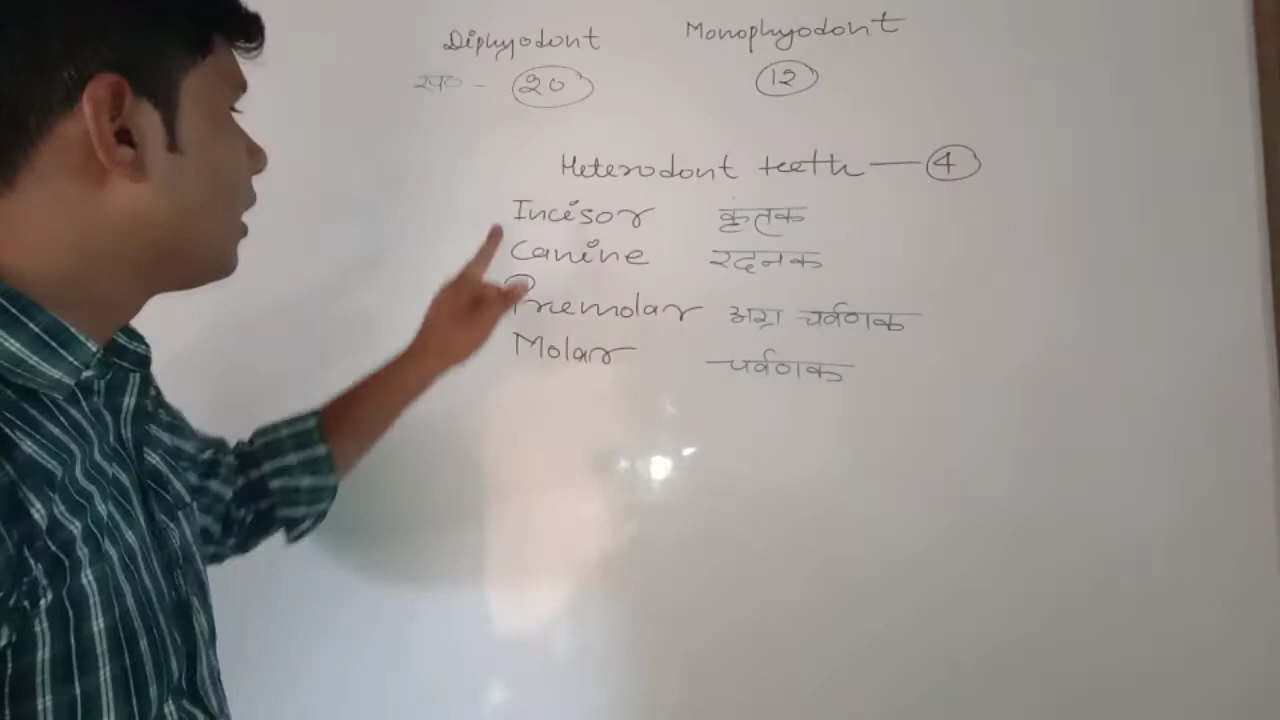 Diphyodont Monophyodont
20 12
Heterodont teeth — 4
Incisor कृंतक
Canine रदनक
Premolar अग्र चर्वणक
Molar चर्वणक